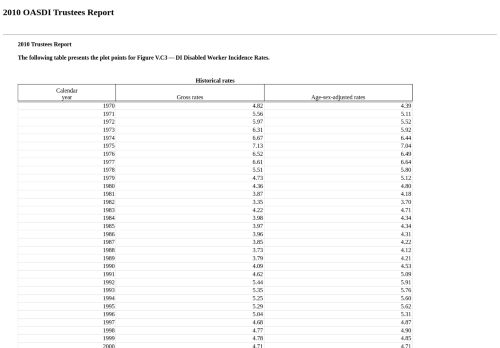 2010 OASDI Trustees Report
2010 Trustees Report
The following table presents the plot points for Figure V.C3 — DI Disabled Worker Incidence Rates.
Historical rates
Calendar
year Gross rates Age-sex-adjusted rates
1970 4.82 4.39
1971 5.56 5.11
1972 5.97 5.52
1973 6.31 5.92
1974 6.67 6.44
1975 7.13 7.04
1976 6.52 6.49
1977 6.61 6.64
1978 5.51 5.80
1979 4.73 5.12
1980 4.36 4.80
1981 3.87 4.18
1982 3.35 3.70
1983 4.22 4.71
1984 3.98 4.34
1985 3.97 4.34
1986 3.96 4.31
1987 3.85 4.22
1988 3.73 4.12
1989 3.79 4.21
1990 4.09 4.53
1991 4.62 5.09
1992 5.44 5.91
1993 5.35 5.76
1994 5.25 5.60
1995 5.29 5.62
1996 5.04 5.31
1997 4.68 4.87
1998 4.77 4.90
1999 4.78 4.85
2000 4.71 4.71